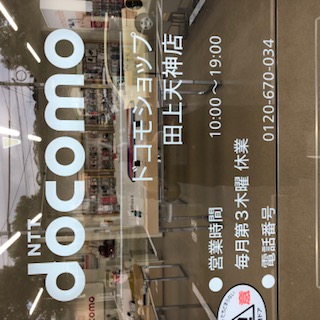 NTT
docomo
ドコモショップ
田上天神店
● 営業時間 10:00 ～ 19:00
毎月第3木曜 休業
● 電話番号 0120-670-034